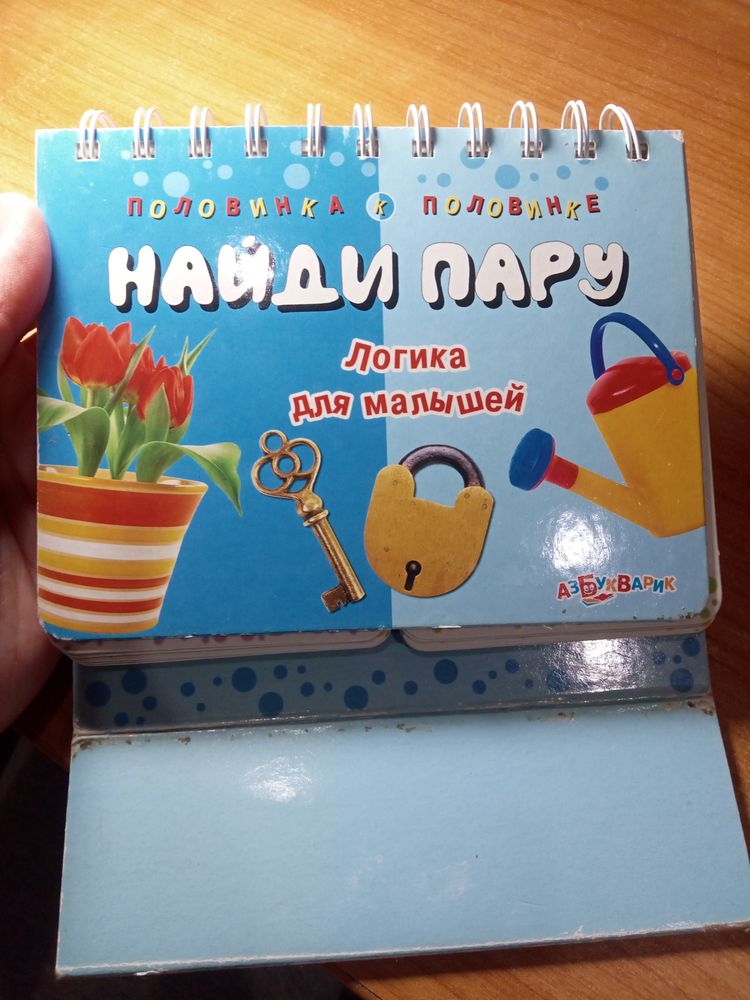 ПОЛОВИНКА К ПОЛОВИНКЕ
НАЙДИ ПАРУ
Логика
для малышей
АЗБУКВАРИК